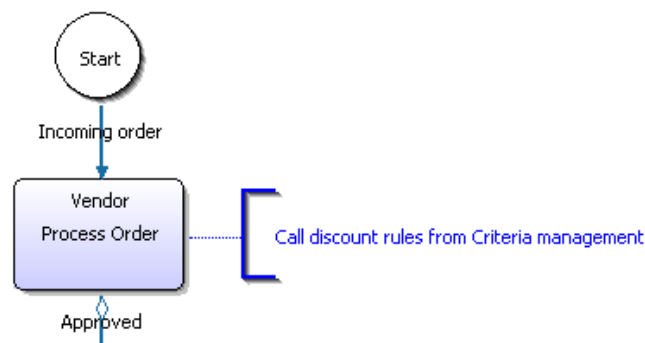 Start
Incoming order
Vendor
Process Order
Call discount rules from Criteria management
Approved